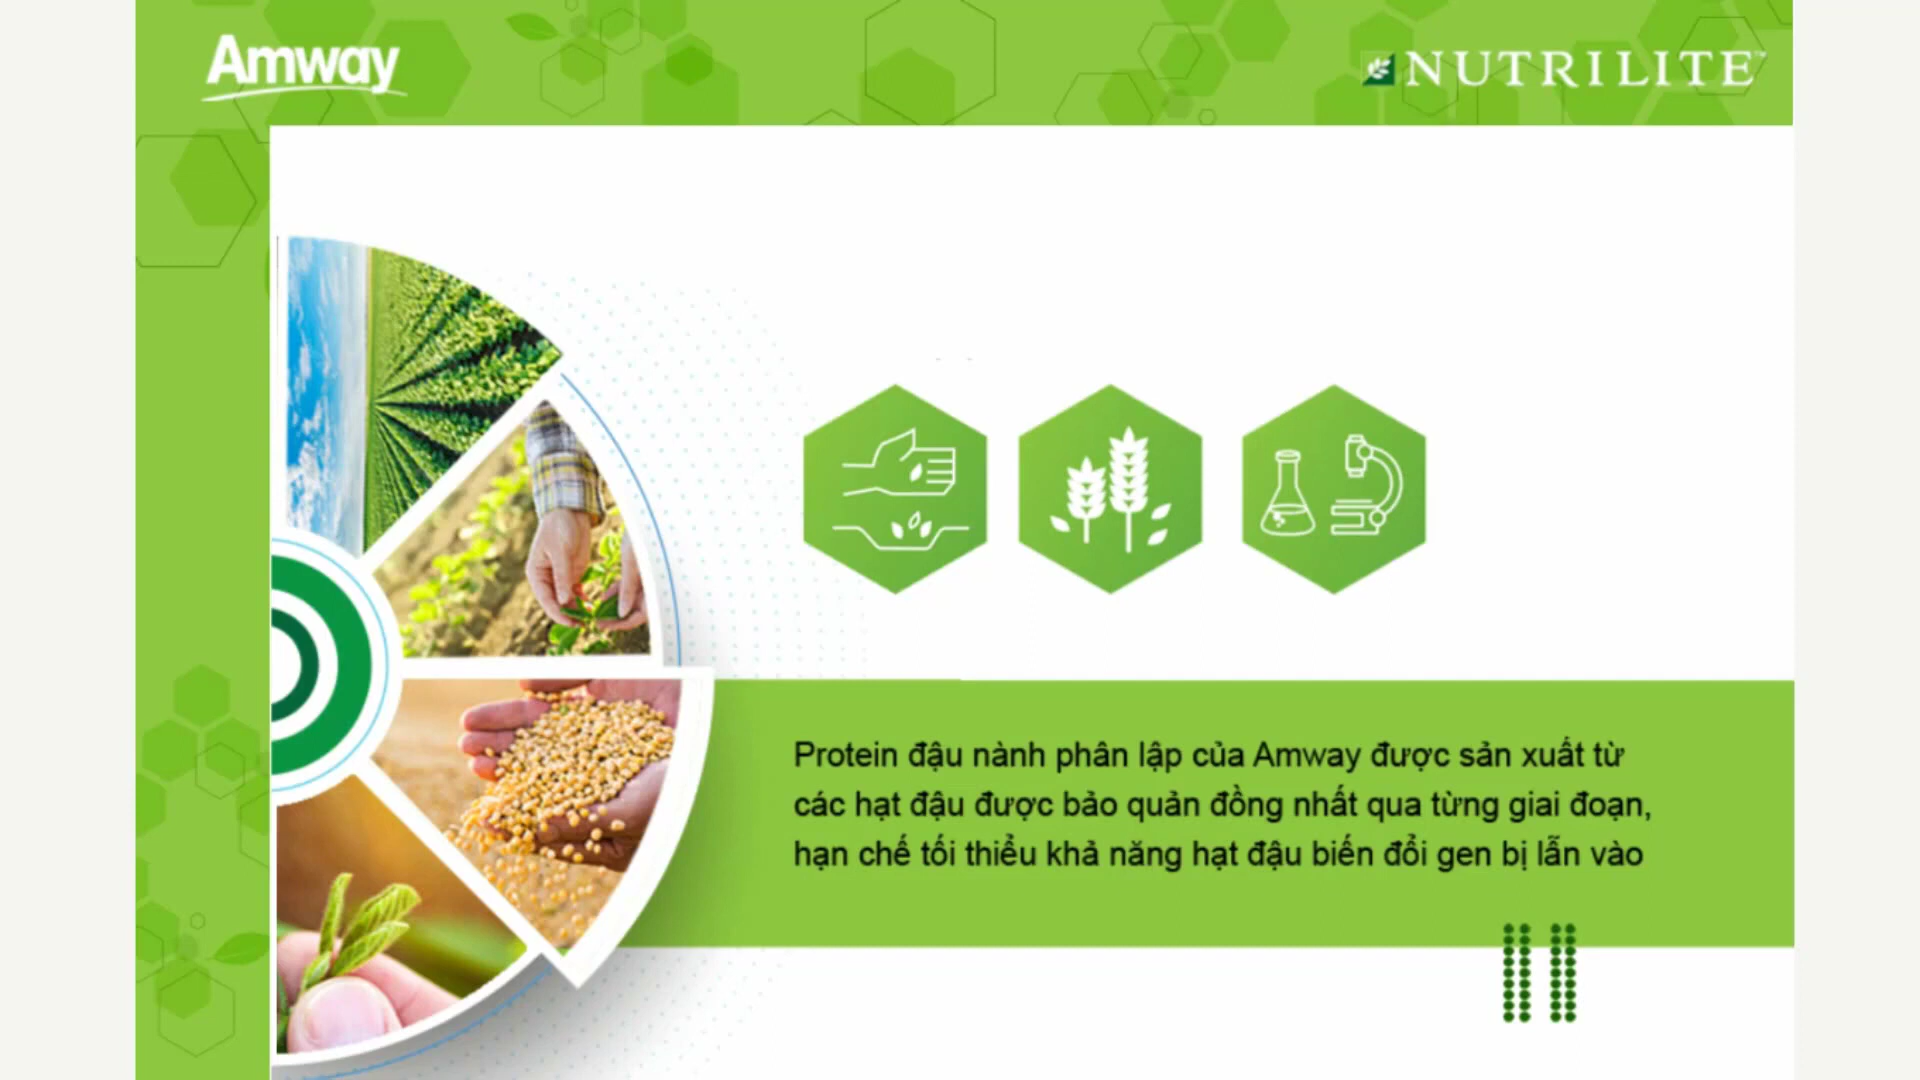 Amway
NUTRILITE™
Protein đậu nành phân lập của Amway được sản xuất từ
các hạt đậu được bảo quản đồng nhất qua từng giai đoạn,
hạn chế tối thiểu khả năng hạt đậu biến đổi gen bị lẫn vào